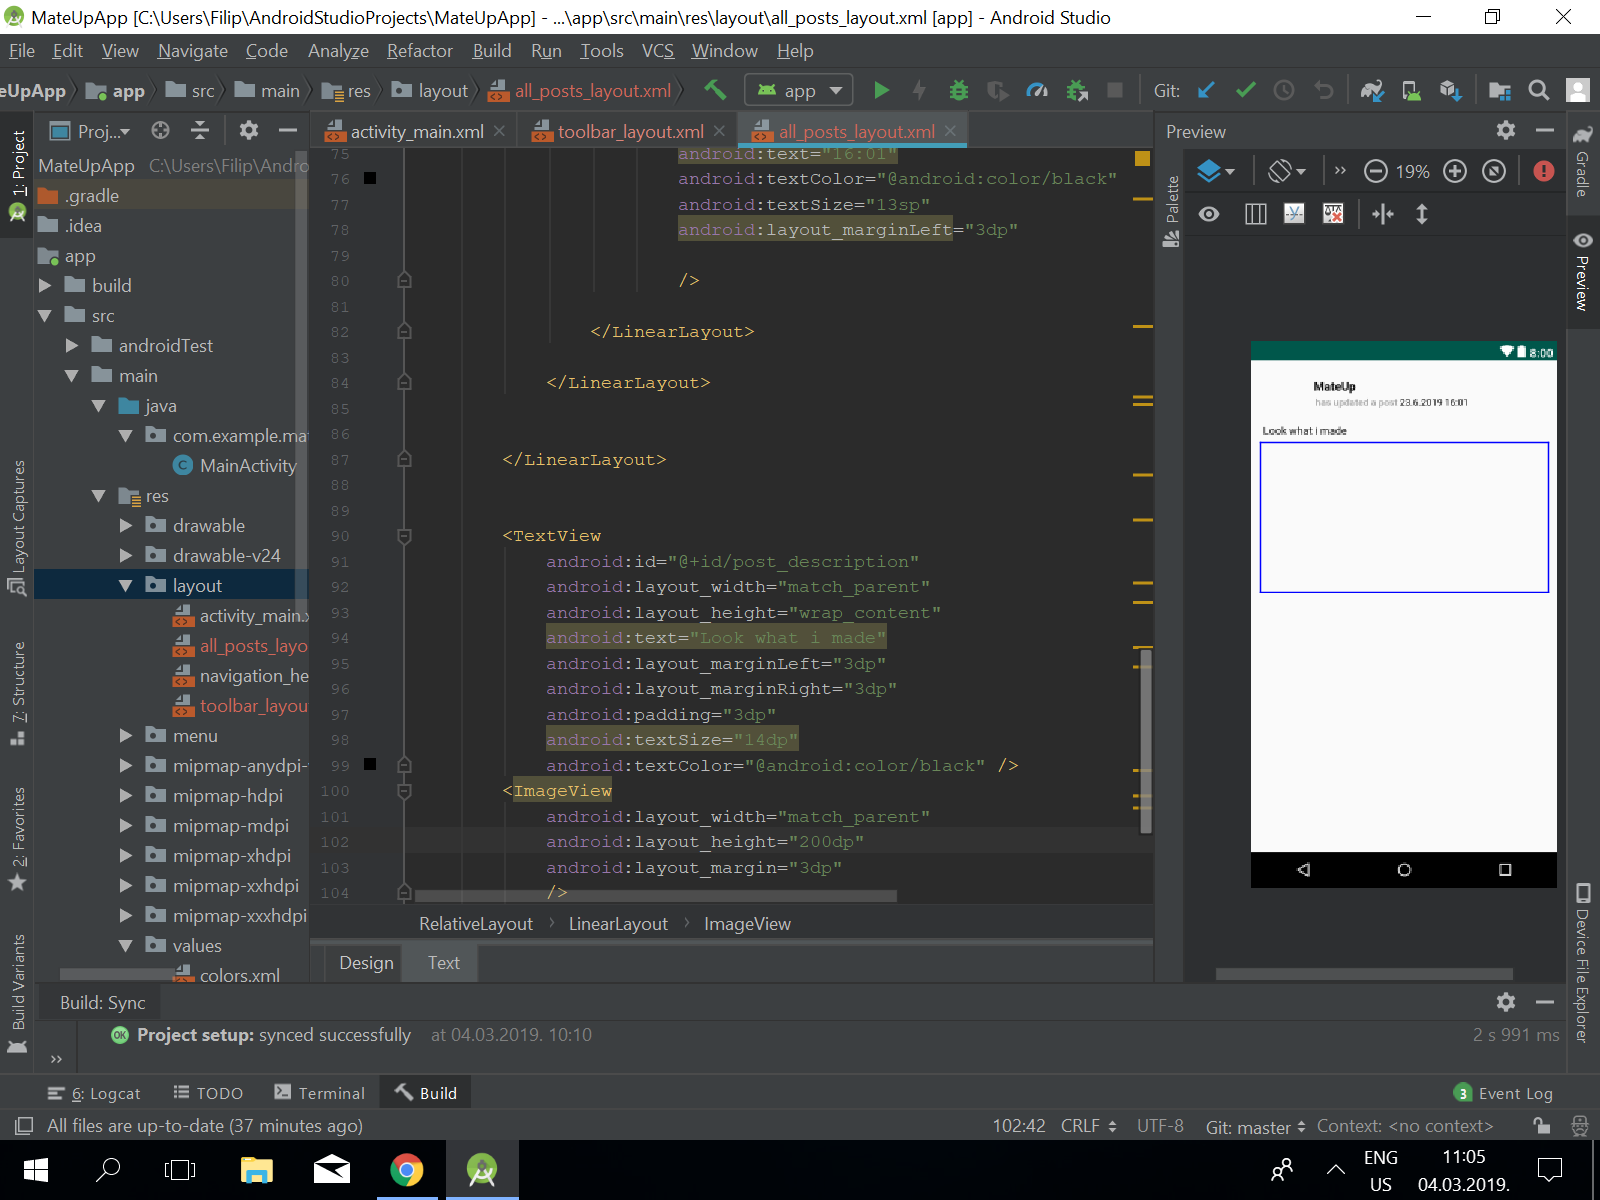 MateUpApp [C:\Users\Filip\AndroidStudioProjects\MateUpApp] - ...\app\src\main\res\layout\all_posts_layout.xml [app] - Android Studio
File Edit View Navigate Code Analyze Refactor Build Run Tools VCS Window Help
eUpApp app src main res layout all_posts_layout.xml app Git:
1: Project
Layout Captures
7: Structure
2: Favorites
Build Variants
Proj...
MateUpApp C:\Users\Filip\Andro
.gradle
.idea
app
build
src
androidTest
main
java
com.example.ma
MainActivity
res
drawable
drawable-v24
layout
activity_main.x
all_posts_layo
navigation_he
toolbar_layou
menu
mipmap-anydpi-
mipmap-hdpi
mipmap-mdpi
mipmap-xhdpi
mipmap-xxhdpi
mipmap-xxxhdpi
values
colors.xml
activity_main.xml toolbar_layout.xml all_posts_layout.xml
75 android:text="16:01"
76 android:textColor="@android:color/black"
77 android:textSize="13sp"
78 android:layout_marginLeft="3dp"
79
80 />
81
82 </LinearLayout>
83
84 </LinearLayout>
85
86
87 </LinearLayout>
88
89
90 <TextView
91 android:id="@+id/post_description"
92 android:layout_width="match_parent"
93 android:layout_height="wrap_content"
94 android:text="Look what i made"
95 android:layout_marginLeft="3dp"
96 android:layout_marginRight="3dp"
97 android:padding="3dp"
98 android:textSize="14dp"
99 android:textColor="@android:color/black" />
100 <ImageView
101 android:layout_width="match_parent"
102 android:layout_height="200dp"
103 android:layout_margin="3dp"
104 />
RelativeLayout LinearLayout ImageView
Design Text
Preview
Palette
19%
8:00
MateUp
has updated a post 23.6.2019 16:01
Look what i made
Gradle
Preview
Device File Explorer
Build: Sync
OK Project setup: synced successfully at 04.03.2019. 10:10 2 s 991 ms
6: Logcat TODO Terminal Build 3 Event Log
All files are up-to-date (37 minutes ago) 102:42 CRLF UTF-8 Git: master Context: <no context>
ENG
US
11:05
04.03.2019.